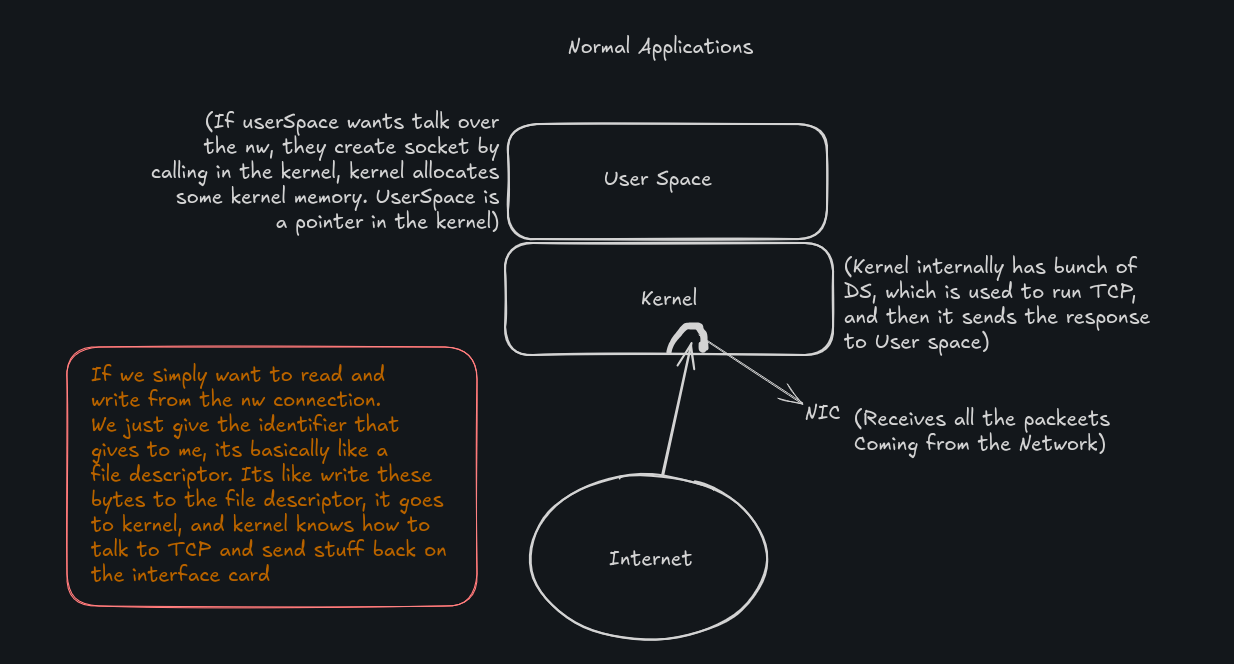 Normal Applications
(If userSpace wants talk over
the nw, they create socket by
calling in the kernel, kernel allocates
some kernel memory. UserSpace is
a pointer in the kernel)
User Space
Kernel
(Kernel internally has bunch of
DS, which is used to run TCP,
and then it sends the response
to User space)
If we simply want to read and
write from the nw connection.
We just give the identifier that
gives to me, its basically like a
file descriptor. Its like write these
bytes to the file descriptor, it goes
to kernel, and kernel knows how to
talk to TCP and send stuff back on
the interface card
NIC
(Receives all the packeets
Coming from the Network)
Internet